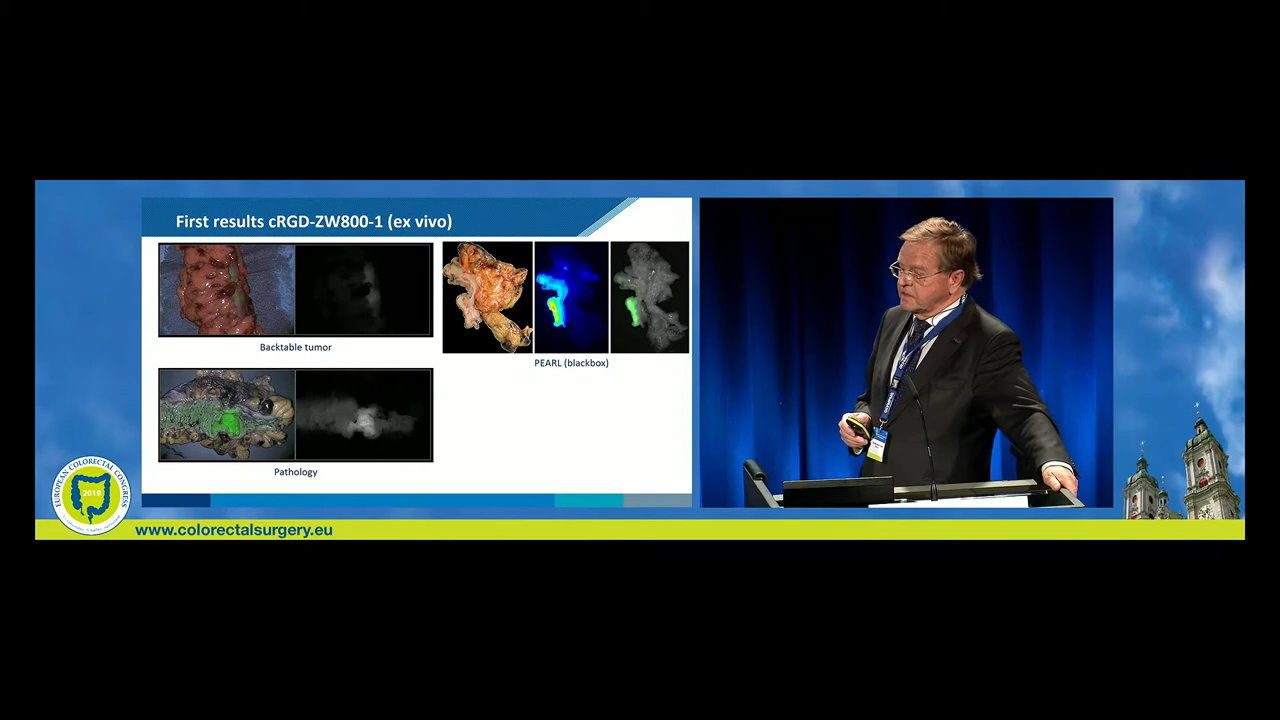 First results cRGD-ZW800-1 (ex vivo)
Backtable tumor
PEARL (blackbox)
Pathology
EUROPEAN COLORECTAL CONGRESS
2019
www.colorectalsurgery.eu
OLYMPUS